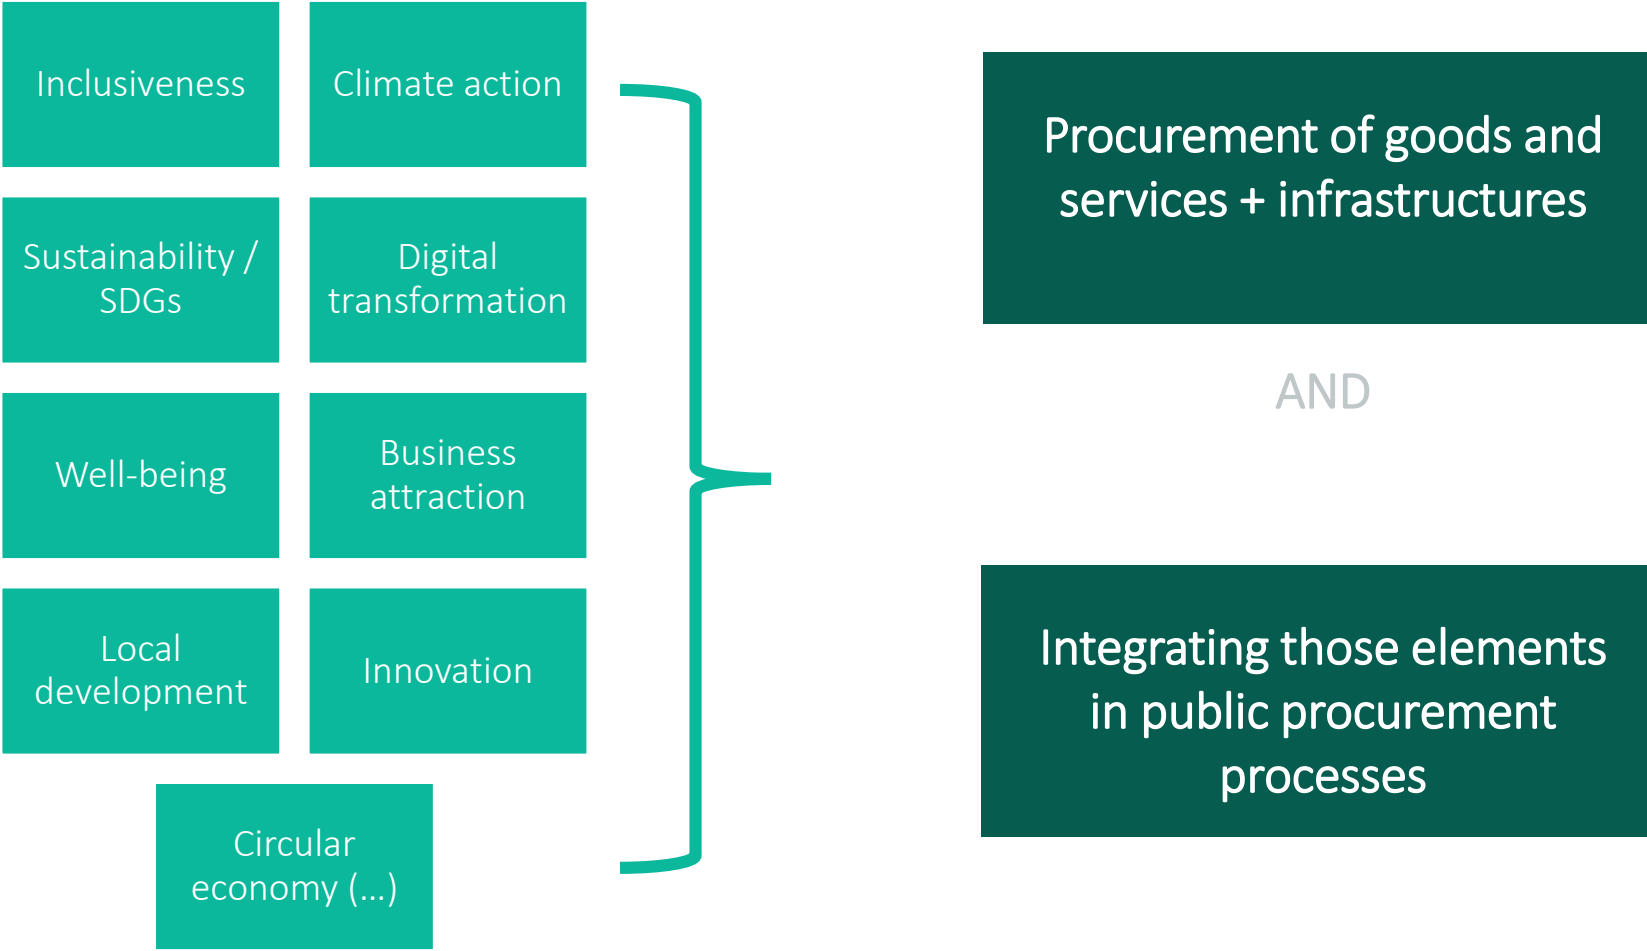 Inclusiveness
Climate action
Sustainability /
SDGs
Digital
transformation
Well-being
Business
attraction
Local
development
Innovation
Circular
economy (...)
Procurement of goods and
services + infrastructures
AND
Integrating those elements
in public procurement
processes